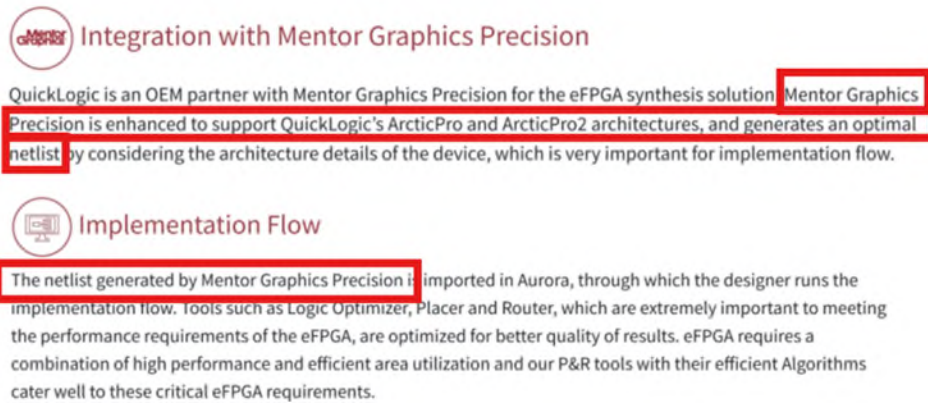 Mentor Graphics
Integration with Mentor Graphics Precision
QuickLogic is an OEM partner with Mentor Graphics Precision for the eFPGA synthesis solution Mentor Graphics
Precision is enhanced to support QuickLogic's ArcticPro and ArcticPro2 architectures, and generates an optimal
netlist by considering the architecture details of the device, which is very important for implementation flow.
Implementation Flow
The netlist generated by Mentor Graphics Precision is imported in Aurora, through which the designer runs the
implementation flow. Tools such as Logic Optimizer, Placer and Router, which are extremely important to meeting
the performance requirements of the eFPGA, are optimized for better quality of results. eFPGA requires a
combination of high performance and efficient area utilization and our P&R tools with their efficient Algorithms
cater well to these critical eFPGA requirements.